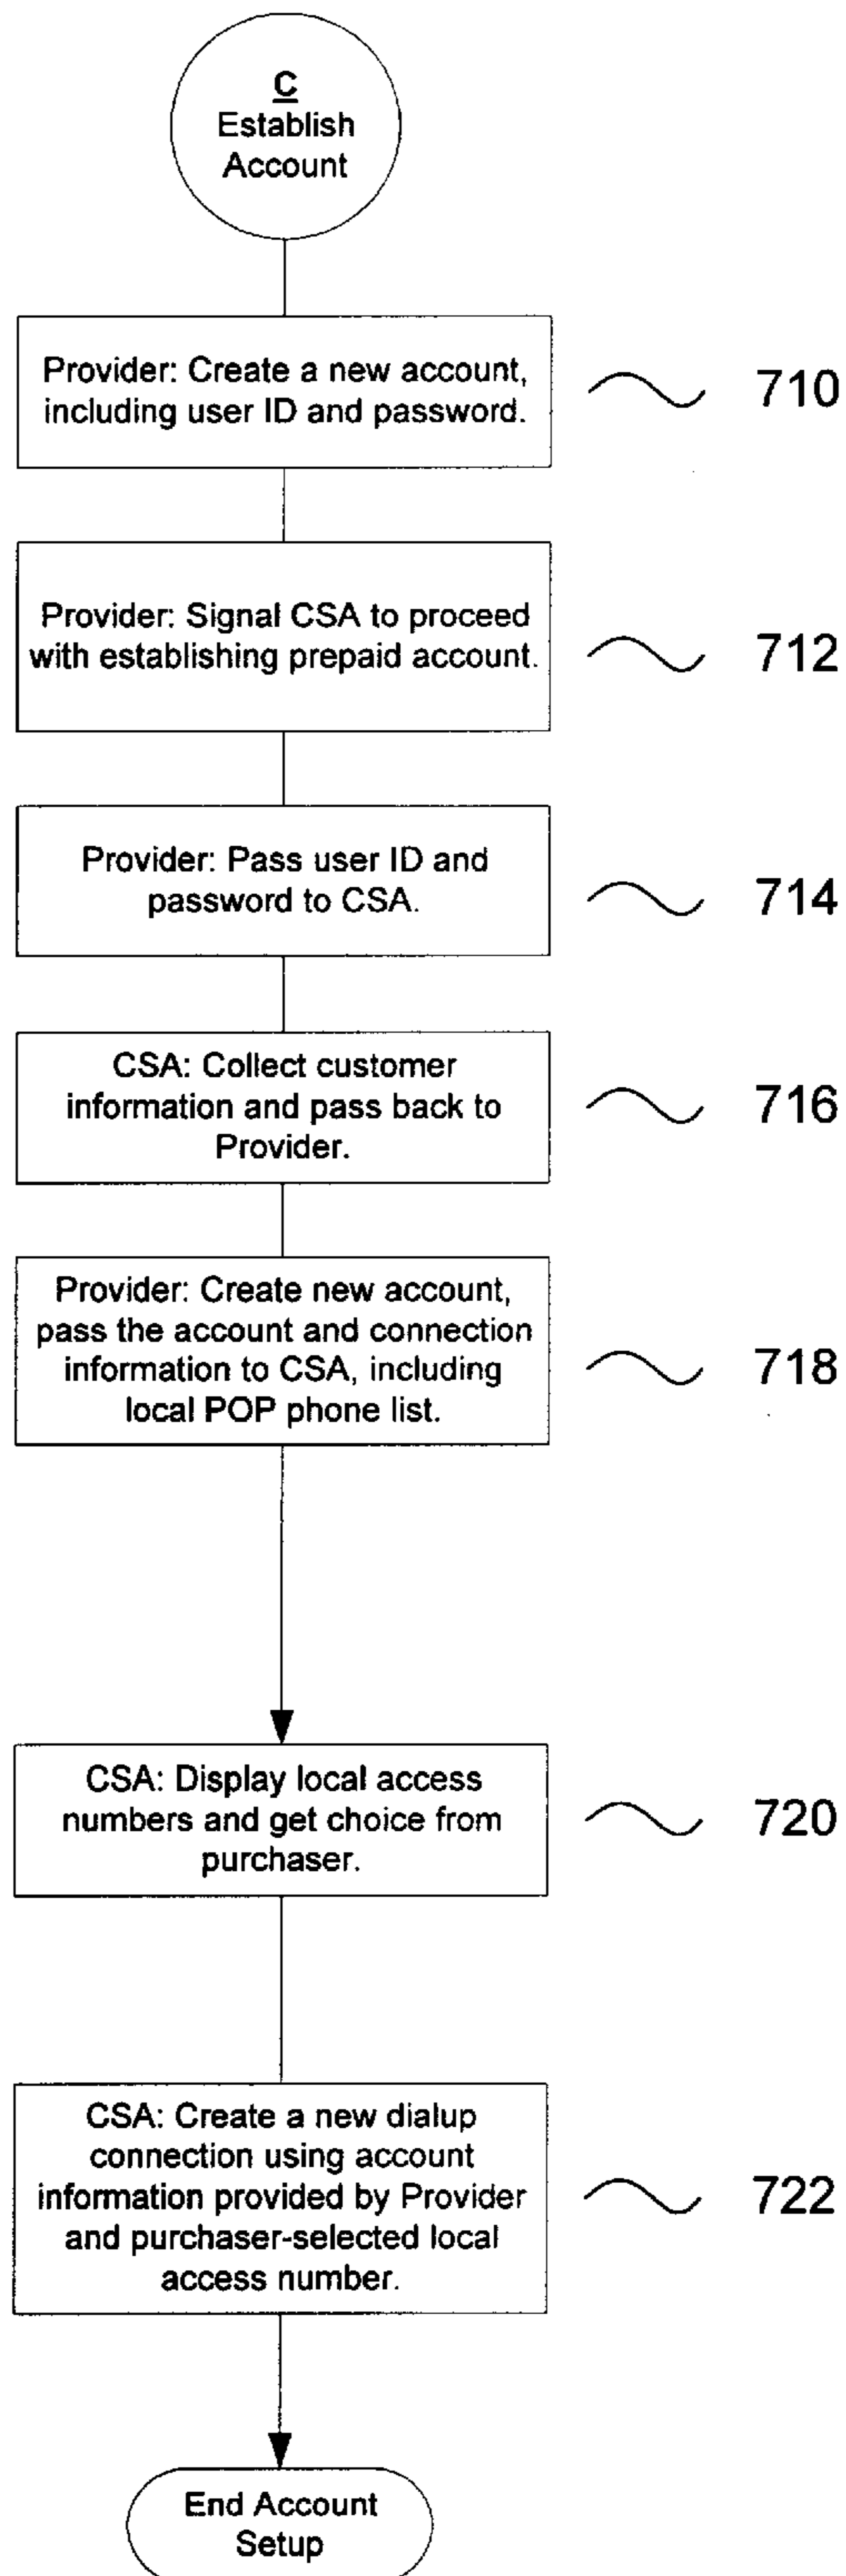 C
Establish
Account
Provider: Create a new account,
including user ID and password.
710
Provider: Signal CSA to proceed
with establishing prepaid account.
712
Provider: Pass user ID and
password to CSA.
714
CSA: Collect customer
information and pass back to
Provider.
716
Provider: Create new account,
pass the account and connection
information to CSA, including
local POP phone list.
718
CSA: Display local access
numbers and get choice from
purchaser.
720
CSA: Create a new dialup
connection using account
information provided by Provider
and purchaser-selected local
access number.
722
End Account
Setup